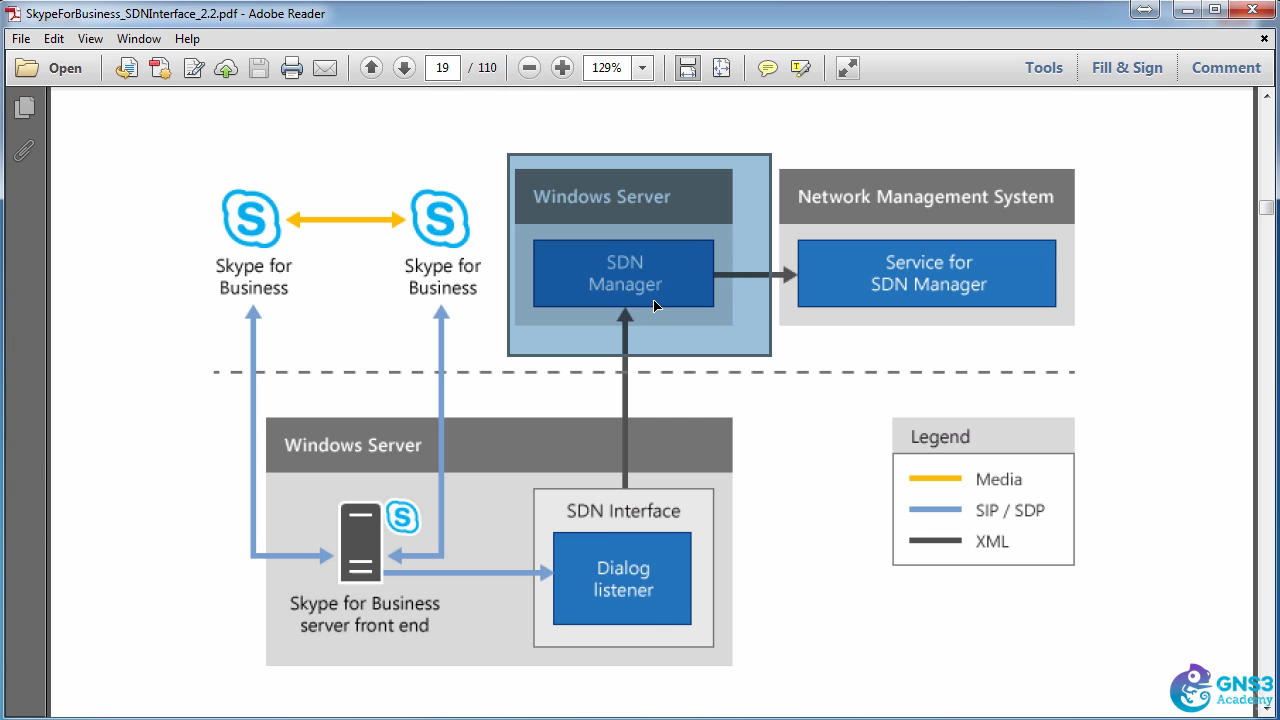 SkypeForBusiness_SDNInterface_2.2.pdf - Adobe Reader
File Edit View Window Help
Open 19 / 110 129% Tools Fill & Sign Comment
Windows Server
Network Management System
SDN
Manager
Service for
SDN Manager
S
S
Skype for
Business
Skype for
Business
Windows Server
Legend
Media
SIP / SDP
XML
S
SDN Interface
Dialog
listener
Skype for Business
server front end
GNS3
Academy